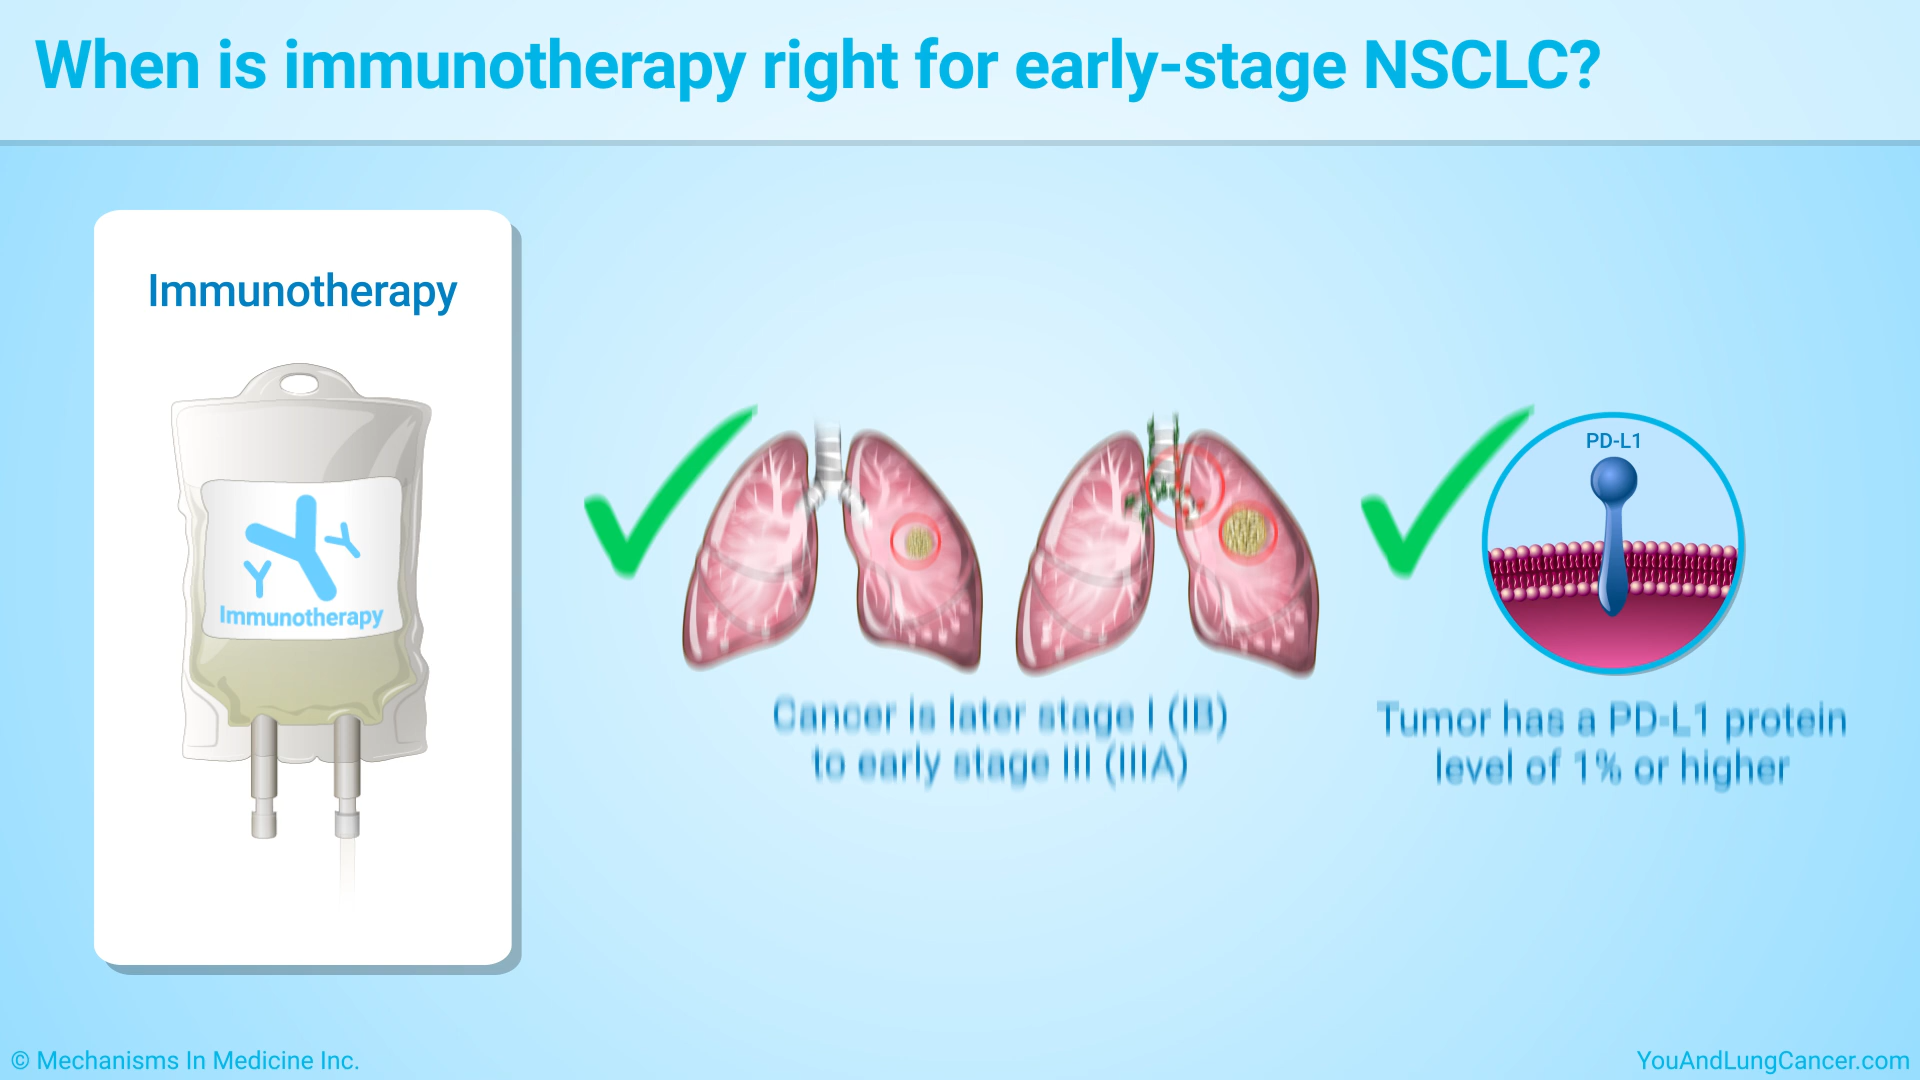 When is immunotherapy right for early-stage NSCLC?
Immunotherapy
Immunotherapy
PD-L1
Cancer is later stage I (IB)
to early stage III (IIIA)
Tumor has a PD-L1 protein
level of 1% or higher
© Mechanisms In Medicine Inc.
YouAndLungCancer.com